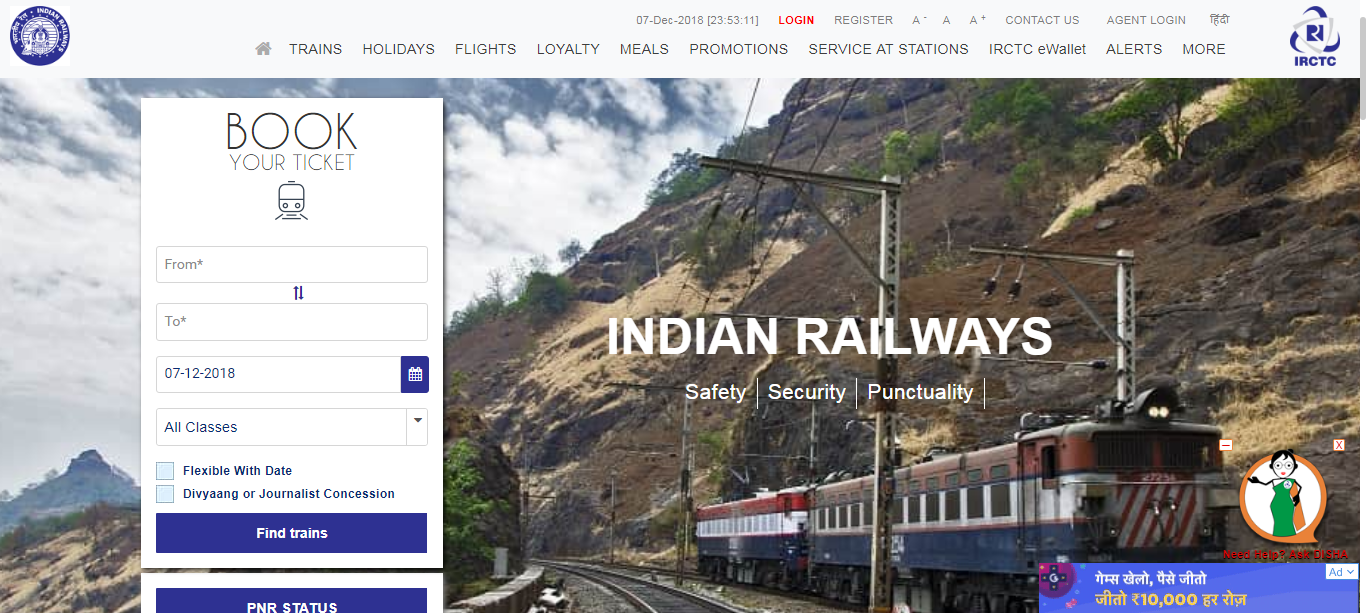 07-Dec-2018 [23:53:11] LOGIN REGISTER A - A A + CONTACT US AGENT LOGIN हिंदी
TRAINS HOLIDAYS FLIGHTS LOYALTY MEALS PROMOTIONS SERVICE AT STATIONS IRCTC eWallet ALERTS MORE
INDIAN RAILWAYS
भारतीय रेल
IRCTC
BOOK
YOUR TICKET
From*
To*
07-12-2018
All Classes
Flexible With Date
Divyaang or Journalist Concession
Find trains
PNR STATUS
INDIAN RAILWAYS
Safety
Security
Punctuality
X
Need Help? Ask DISHA
Ad
गेम्स खेलो, पैसे जीतो
जीतो ₹10,000 हर रोज़